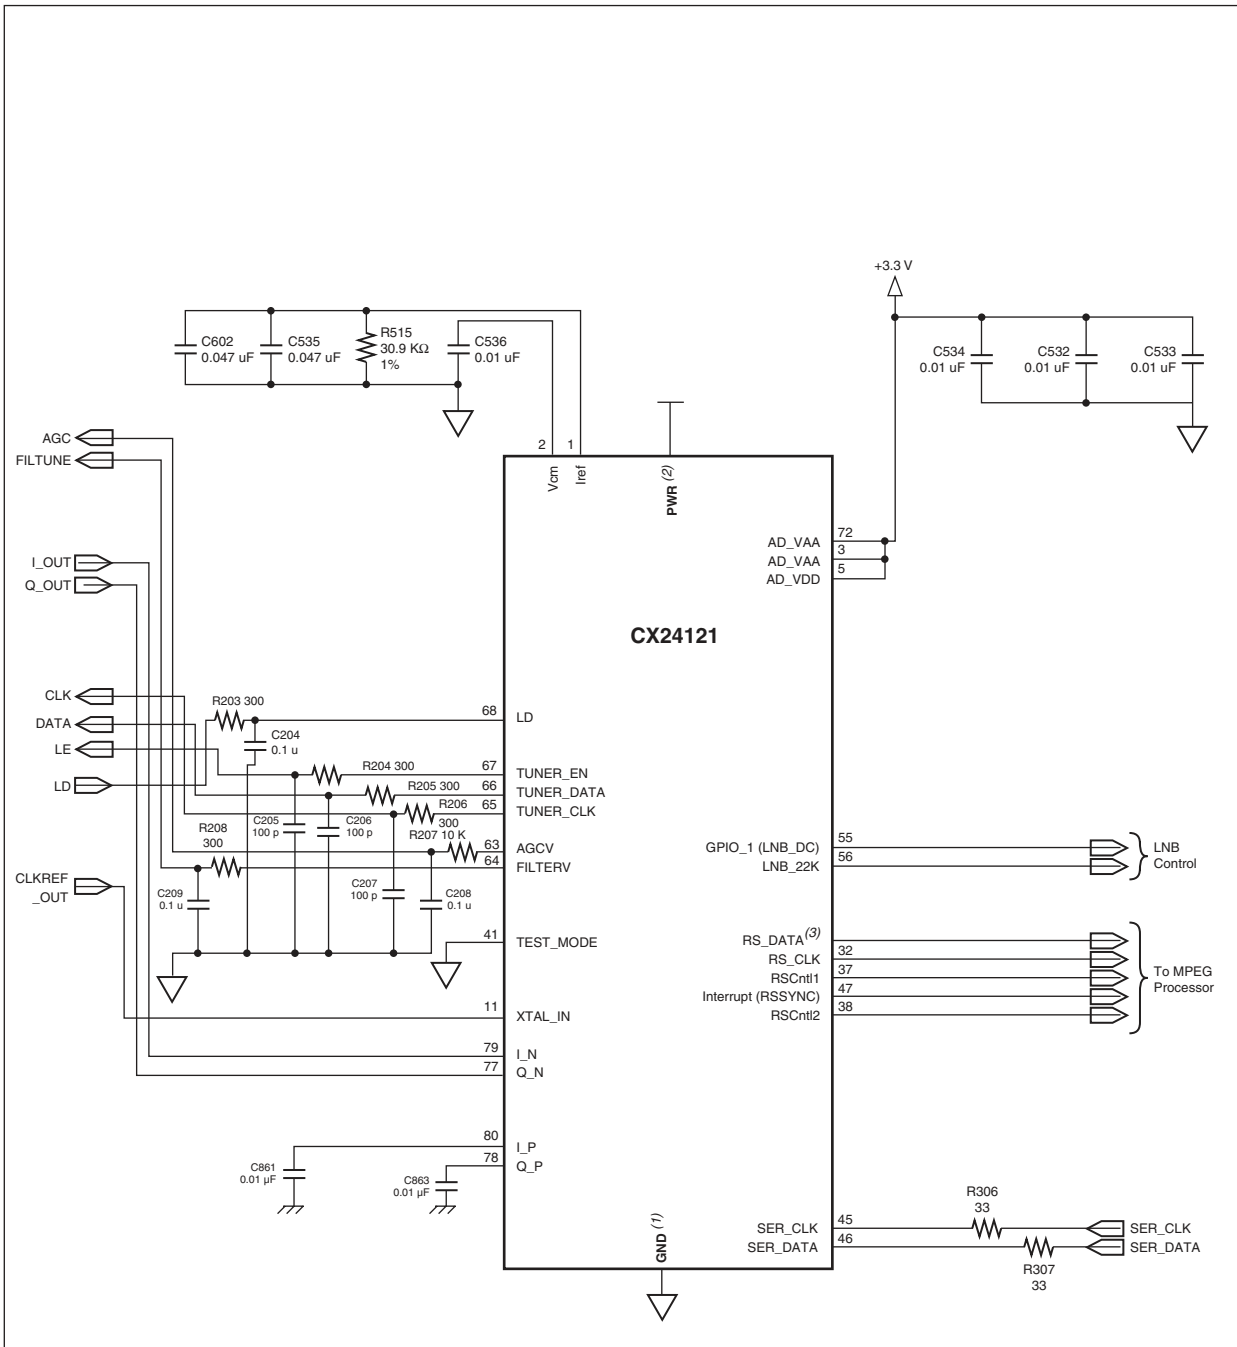 +3.3 V
C602
0.047 uF
C535
0.047 uF
R515
30.9 KΩ
1%
C536
0.01 uF
C534
0.01 uF
C532
0.01 uF
C533
0.01 uF
AGC
FILTUNE
2
1
Vcm
Iref
PWR (2)
72
AD_VAA
3
AD_VAA
5
AD_VDD
I_OUT
Q_OUT
CX24121
CLK
DATA
LE
LD
R203 300
C204
0.1 u
68
LD
R204 300
67
TUNER_EN
R205 300
66
TUNER_DATA
R206
300
65
TUNER_CLK
R208
300
C205
100 p
C206
100 p
R207 10 K
63
AGCV
64
FILTERV
CLKREF
_OUT
C209
0.1 u
C207
100 p
C208
0.1 u
41
TEST_MODE
11
XTAL_IN
79
I_N
77
Q_N
80
I_P
78
Q_P
C861
0.01 µF
C863
0.01 µF
55
GPIO_1 (LNB_DC)
56
LNB_22K
LNB
Control
RS_DATA(3)
32
RS_CLK
37
RSCntl1
47
Interrupt (RSSYNC)
38
RSCntl2
To MPEG
Processor
R306
33
45
SER_CLK
SER_CLK
46
SER_DATA
SER_DATA
R307
33
GND (1)